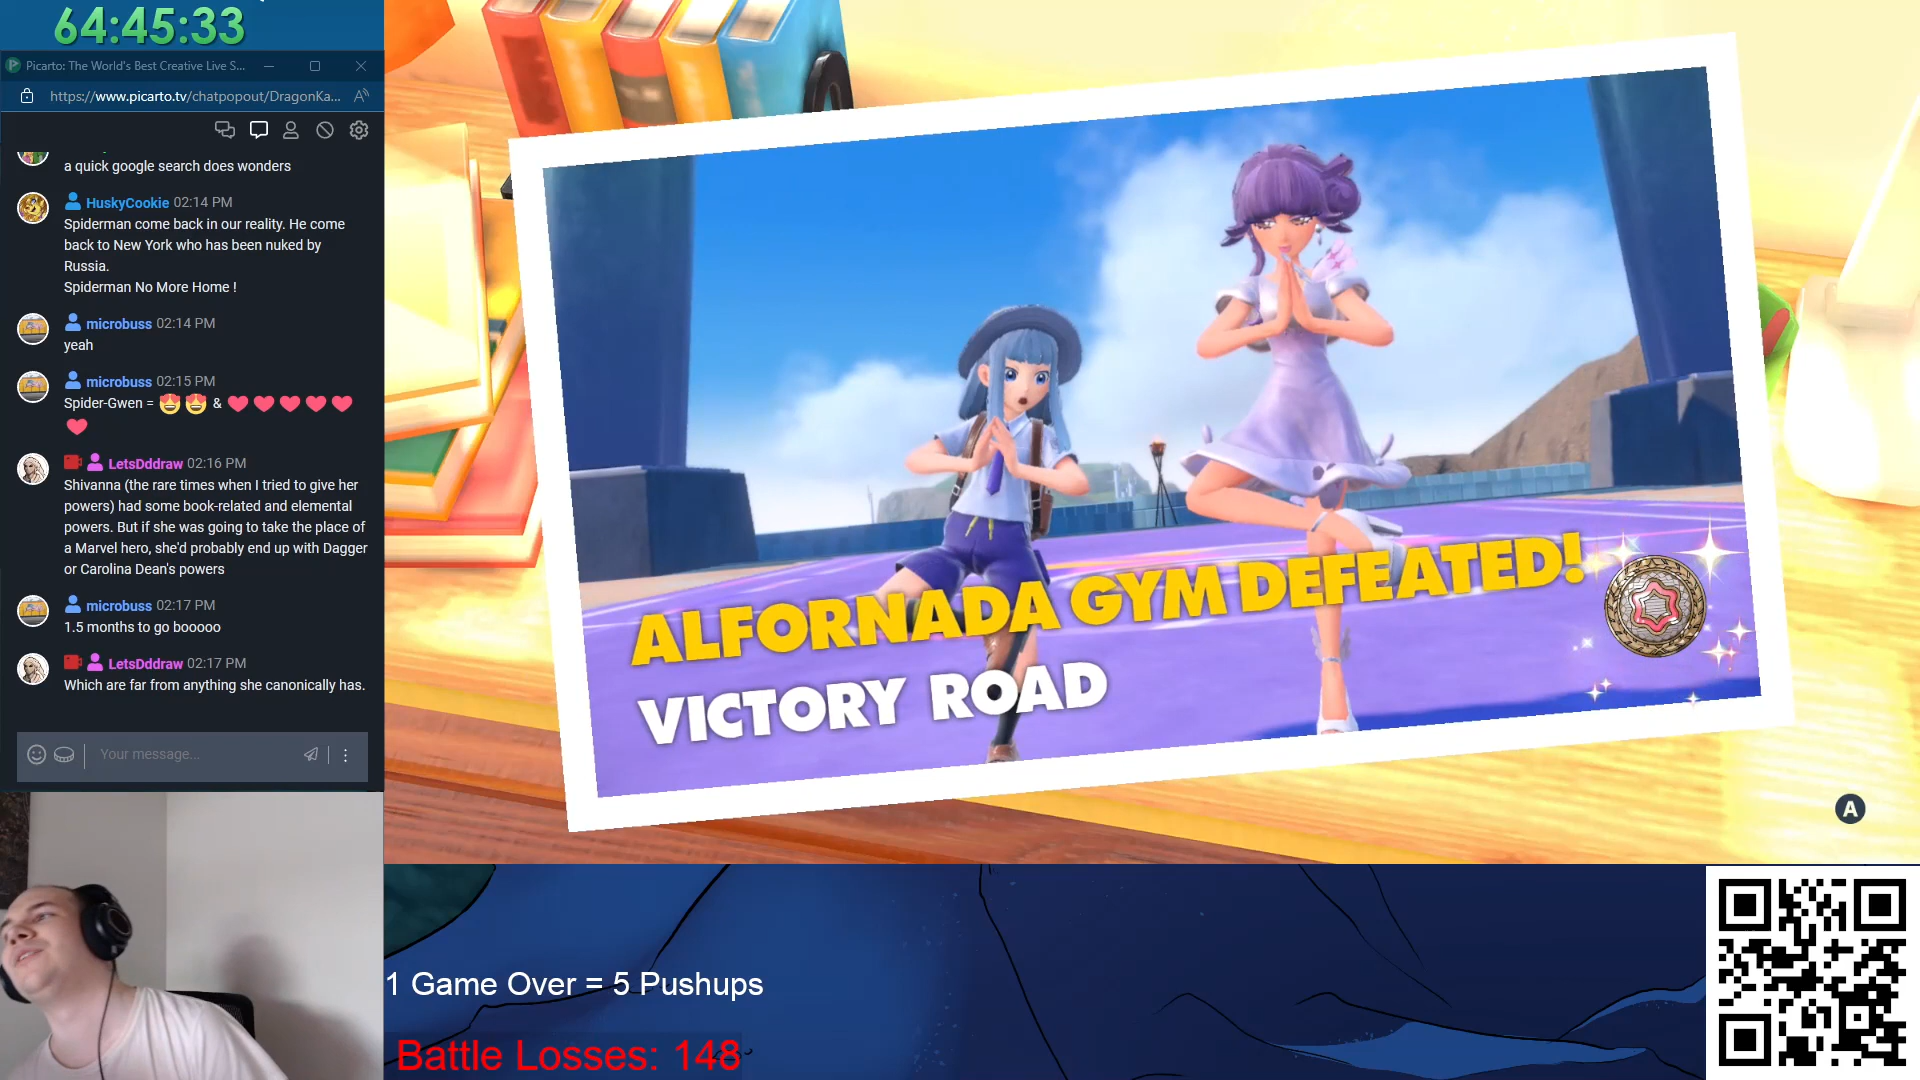 64:45:33
Picarto: The World's Best Creative Live S...
https://www.picarto.tv/chatpopout/DragonKa...
a quick google search does wonders
HuskyCookie 02:14 PM
Spiderman come back in our reality. He come
back to New York who has been nuked by
Russia.
Spiderman No More Home !
microbuss 02:14 PM
yeah
microbuss 02:15 PM
Spider-Gwen = 😍 😍 & ❤ ❤ ❤ ❤ ❤
❤
LetsDddraw 02:16 PM
Shivanna (the rare times when I tried to give her
powers) had some book-related and elemental
powers. But if she was going to take the place of
a Marvel hero, she'd probably end up with Dagger
or Carolina Dean's powers
microbuss 02:17 PM
1.5 months to go booooo
LetsDddraw 02:17 PM
Which are far from anything she canonically has.
Your message...
ALFORNADA GYM DEFEATED!
VICTORY ROAD
A
1 Game Over = 5 Pushups
Battle Losses: 148